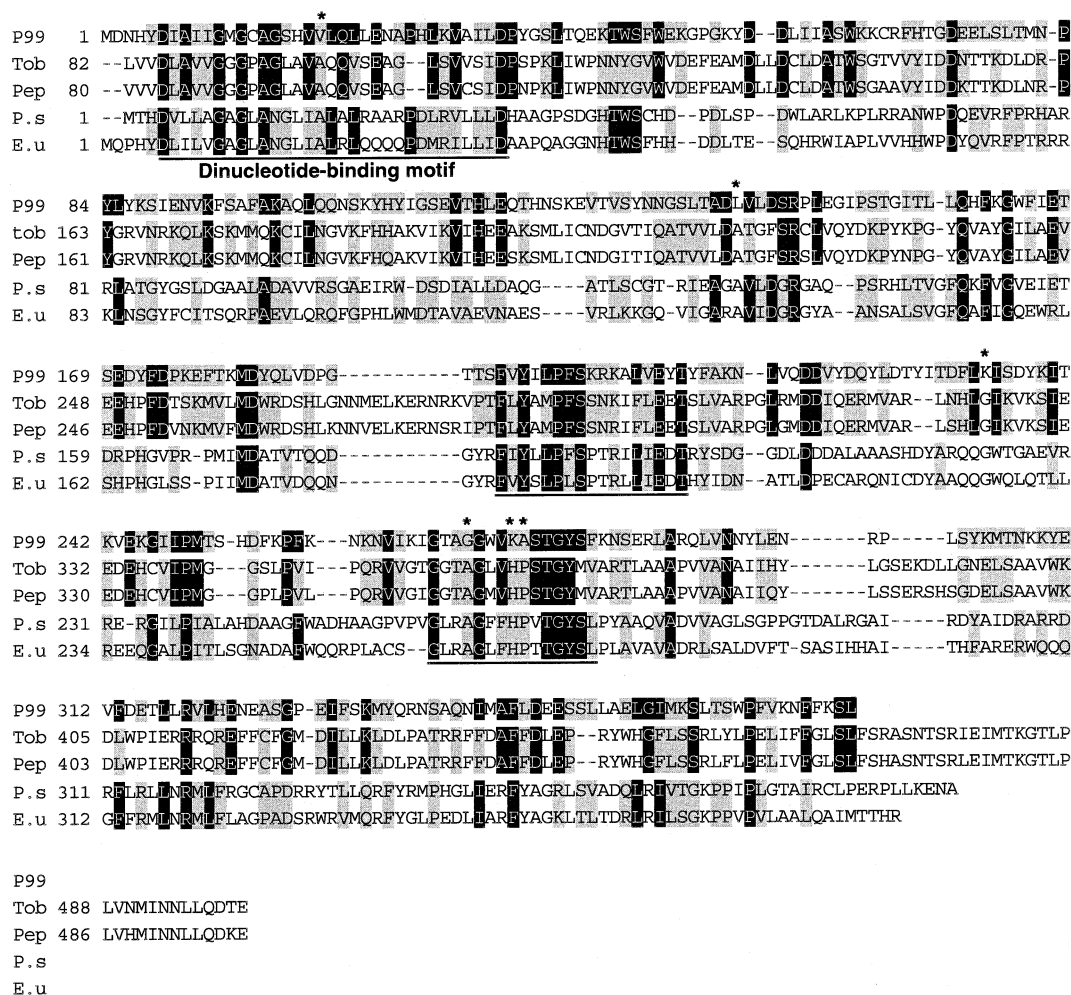 *
P99 1 MDNHYDIAIIGMGCAGSHVVLQLLENAPHLKVAILDPYGSLTQEKTWSFWEKGPGKYD--DLIIASWKKCRFHTGDEELSLTMN-P
Tob 82 --LVVDLAVVGGGPAGLAVAQQVSEAG--LSVVSIDPSPKLIWPNNYGVWVDEFEAMDLLDCLDATWSGTVVYIDDNTTKDLDR-P
Pep 80 --VVVDLAVVGGGPAGLAVAQQVSEAG--LSVCSIDPNPKLIWPNNYGVWVDEFEAMDLLDCLDATWSGAAVYIDDKTTKDLNR-P
P.s 1 --MTHDVLLAGAGLANGLIALALRAARPDLRVLLLDHAAGPSDGHTWSCHD--PDLSP--DWLARLKPLRRANWPDQEVRFPRHAR
E.u 1 MQPHYDLILVGAGLANGLIALRLQQQQPDMRILLIDAAPQAGGNHTWSFHH--DDLTE--SQHRWIAPLVVHHWPDYQVRFPTRRR
Dinucleotide-binding motif
*
P99 84 YLYKSIENVKFSAFAKAQLQQNSKYHYIGSEVTHLEQTHNSKEVTVSYNNGSLTADLVLDSRPLEGIPSTGITL-LQHFKGWFIET
tob 163 YGRVNRKQLKSKMMQKCILNGVKFHHAKVIKVIHEEAKSMLICNDGVTIQATVVLDATGFSRCLVQYDKPYKPG-YQVAYGILAEV
Pep 161 YGRVNRKQLKSKMMQKCILNGVKFHQAKVIKVIHEESKSMLICNDGITIQATVVLDATGFSRSLVQYDKPYNPG-YQVAYGILAEV
P.s 81 RLATGYGSLDGAALADAVVRSGAEIRW-DSDIALLDAQG----ATLSCGT-RIEAGAVLDGRGAQ--PSRHLTVGFQKFVGVEIET
E.u 83 KLNSGYFCITSQRFAEVLQRQFGPHLWMDTAVAEVNAES----VRLKKGQ-VIGARAVIDGRGYA--ANSALSVGFQAFIGQEWRL
*
P99 169 SEDYFDPKEFTKMDYQLVDPG------------TTSFVYILPFSKRKALVEYTYFAKN--LVQDDVYDQYLDTYITDFLKISDYKIT
Tob 248 EEHPFDTSKMVLMDWRDSHLGNNMELKERNRKVPTFLYAMPFSSNKIFLEETSLVARPGLRMDDIQERMVAR--LNHLGIKVKSIE
Pep 246 EEHPFDVNKMVFMDWRDSHLKNNVELKERNSRIPTFLYAMPFSSNRIFLEETSLVARPGLGMDDIQERMVAR--LSHLGIKVKSIE
P.s 159 DRPHGVPR-PMIMDATVTQQD------------GYRFIYLLPFSPTRILIEDTRYSDG--GDLDDDALAAASHDYARQQGWTGAEVR
E.u 162 SHPHGLSS-PIIMDATVDQQN------------GYRFVYSLPLSPTRLLIEDTHYIDN--ATLDPECARQNICDYAAQQGWQLQTLL
* **
P99 242 KVEKGIIPMTS-HDFKPFK---NKNVIKIGTAGGWVKASTGYSFKNSERLARQLVNNYLEN------RP-----LSYKMTNKKYE
Tob 332 EDEHCVIPMG---GSLPVI---PQRVVGTGGTAGLVHPSTGYMVARTLAAAPVVANAIIHY------LGSEKDLLGNELSAAVWK
Pep 330 EDEHCVIPMG---GPLPVL---PQRVVGIGGTAGMVHPSTGYMVARTLAAAPVVANAIIQY------LSSERSHSGDELSAAVWK
P.s 231 RE-RGILPIALAHDAAGFWADHAAGPVPVGLRAGFFHPVTGYSLPYAAQVADVVAGLSGPPGTDALRGAI----RDYAIDRARRD
E.u 234 REEQGALPITLSGNADAFWQQRPLACS--GLRAGLFHPTTGYSLPLAVAVADRLSALDVFT-SASIHHAI----THFARERWQQQ
P99 312 VFDETLLRVLHENEASGP-EIFSKMYQRNSAQNIMAFLDEESSLLAELGIMKSLTSWPFVKNFFKSL
Tob 405 DLWPIERRRQREFFCFGM-DILLKLDLPATRRFFDAFFDLEP--RYWHGFLSSRLYLPELIFFGLSLFSRASNTSRIEIMTKGTLP
Pep 403 DLWPIERRRQREFFCFGM-DILLKLDLPATRRFFDAFFDLEP--RYWHGFLSSRLFLPELIVFGLSLFSHASNTSRLEIMTKGTLP
P.s 311 RFLRLLNRMLFRGCAPDRRYTLLQRFYRMPHGLIERFYAGRLSVADQLRIVTGKPPIPLGTAIRCLPERPLLKENA
E.u 312 GFFRMLNRMLFLAGPADSRWRVMQRFYGLPEDLIARFYAGKLTLTDRLRILSGKPPVPVLAALQAIMTTHR
P99
Tob 488 LVNMINNLLQDTE
Pep 486 LVHMINNLLQDKE
P.s
E.u